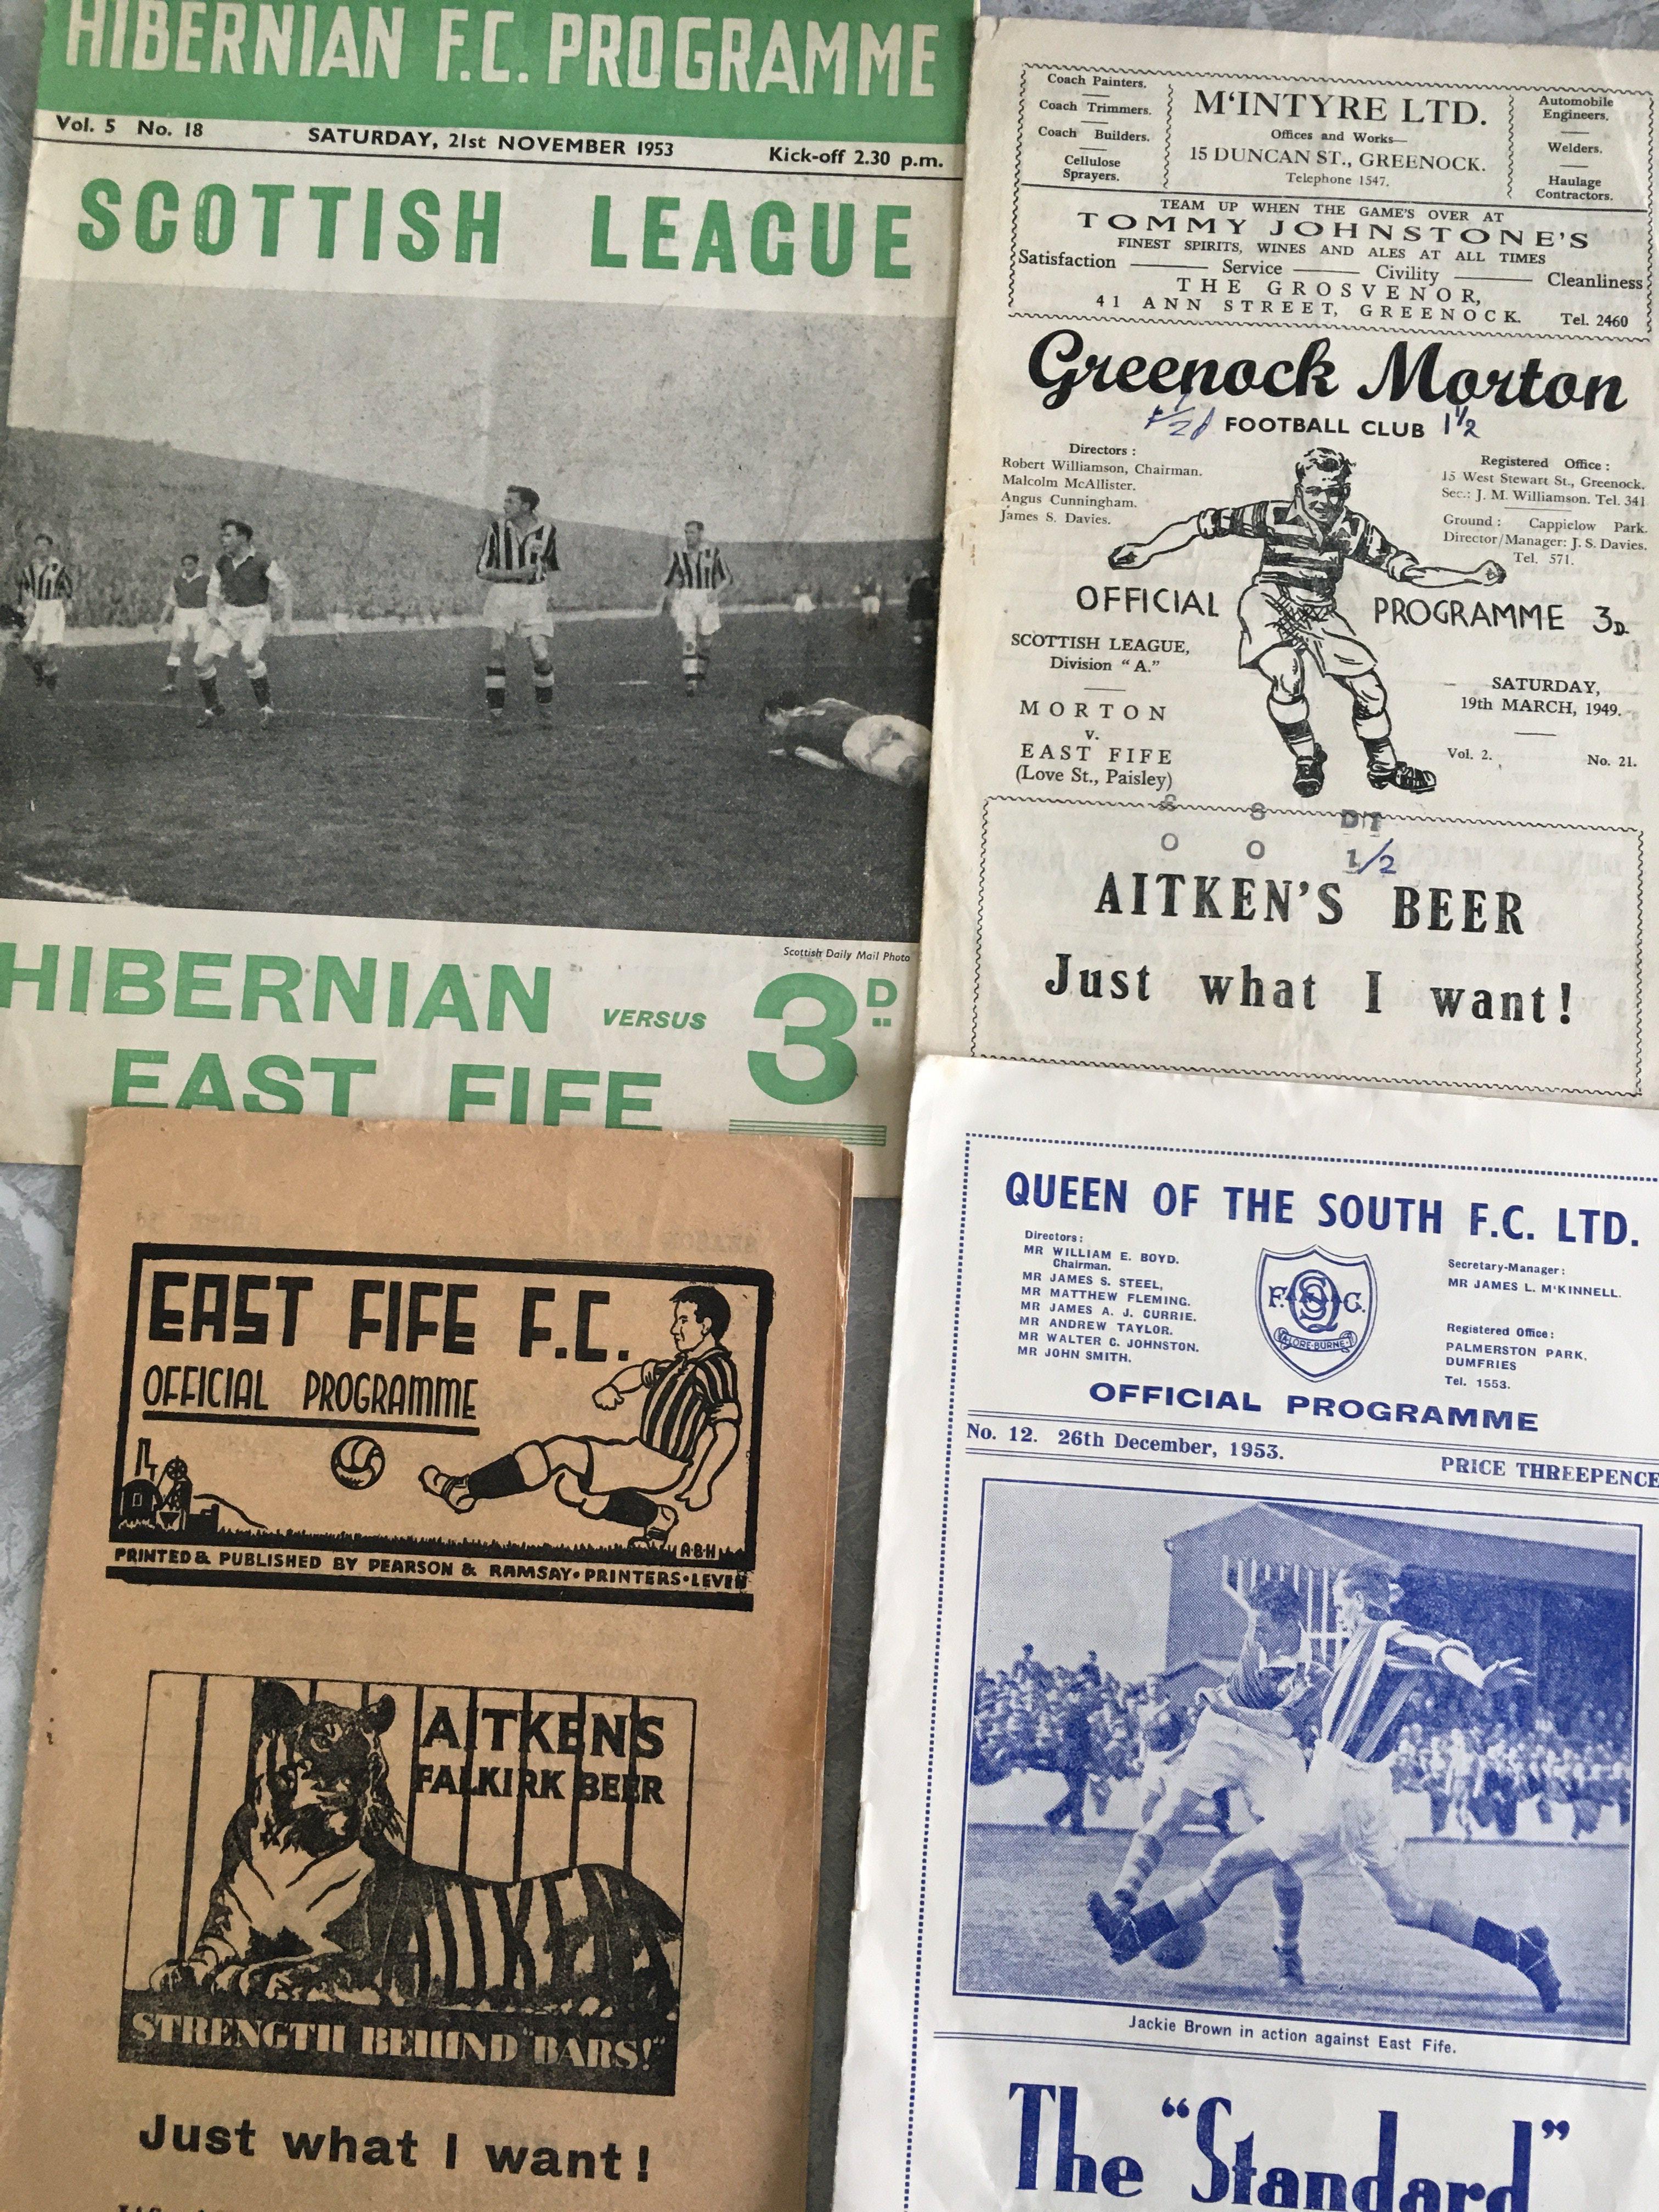 HIBERNIAN F.C. PROGRAMME
Vol. 5 No. 18 SATURDAY, 21st NOVEMBER 1953 Kick-off 2.30 p.m.
SCOTTISH LEAGUE
Scottish Daily Mail Photo
HIBERNIAN VERSUS 3D
EAST FIFE
Coach Painters.
Coach Trimmers.
Coach Builders.
Cellulose
Sprayers.
M'INTYRE LTD.
Offices and Works—
15 DUNCAN ST., GREENOCK.
Telephone 1547.
Automobile
Engineers.
Welders.
Haulage
Contractors.
TEAM UP WHEN THE GAME'S OVER AT
TOMMY JOHNSTONE'S
FINEST SPIRITS, WINES AND ALES AT ALL TIMES
Satisfaction — Service — Civility — Cleanliness
THE GROSVENOR,
41 ANN STREET, GREENOCK. Tel. 2460
Greenock Morton
FOOTBALL CLUB 1½
Directors :
Robert Williamson, Chairman.
Malcolm McAllister.
Angus Cunningham.
James S. Davies.
Registered Office :
15 West Stewart St., Greenock.
Sec.: J. M. Williamson. Tel. 341
Ground : Cappielow Park.
Director/Manager: J. S. Davies.
Tel. 571.
OFFICIAL PROGRAMME 3D.
SCOTTISH LEAGUE,
Division "A."
MORTON
v.
EAST FIFE
(Love St., Paisley)
SATURDAY,
19th MARCH, 1949.
Vol. 2. No. 21.
S S D/T
O O 1/2
AITKEN'S BEER
Just what I want!
EAST FIFE F.C.
OFFICIAL PROGRAMME
A·B·H
PRINTED & PUBLISHED BY PEARSON & RAMSAY·PRINTERS·LEVEN
AITKEN'S
FALKIRK BEER
AITKEN
STRENGTH BEHIND "BARS!"
Just what I want!
QUEEN OF THE SOUTH F.C. LTD.
Directors:
MR WILLIAM E. BOYD.
Chairman.
MR JAMES S. STEEL,
MR MATTHEW FLEMING.
MR JAMES A. J. CURRIE.
MR ANDREW TAYLOR.
MR WALTER C. JOHNSTON.
MR JOHN SMITH.
F. QS C.
A·LORE·BURNE
Secretary-Manager:
MR JAMES L. M'KINNELL.
Registered Office:
PALMERSTON PARK,
DUMFRIES
Tel. 1553.
OFFICIAL PROGRAMME
No. 12. 26th December, 1953.
PRICE THREEPENCE
Jackie Brown in action against East Fife.
The "Standard"